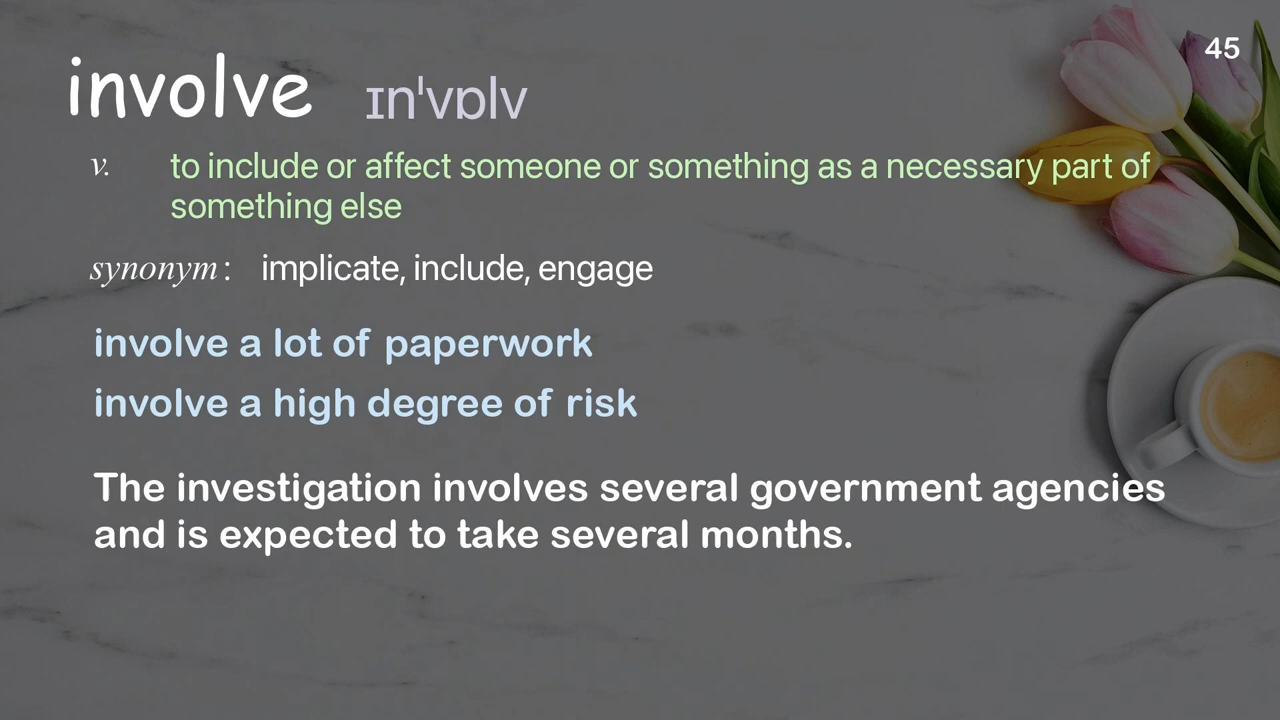 45
involve ɪnˈvɒlv
v. to include or affect someone or something as a necessary part of
something else
synonym: implicate, include, engage
involve a lot of paperwork
involve a high degree of risk
The investigation involves several government agencies
and is expected to take several months.